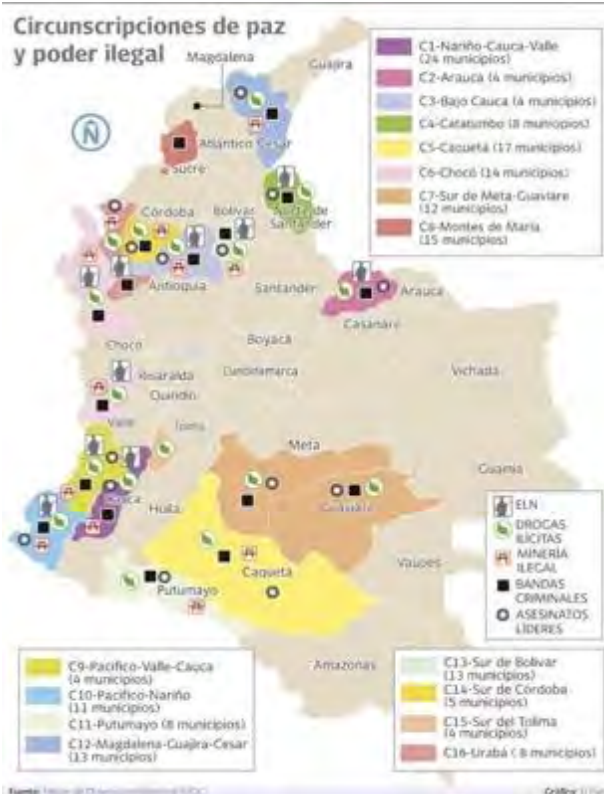 Circunscripciones de paz
y poder ilegal
Magdalena
Guajira
Ñ
Atlántico Cesar
Sucre
Córdoba
Bolívar
Norte de
Santander
Antioquia
Santander
Arauca
Casanare
Boyacá
Chocó
Cundinamarca
Vichada
Risaralda
Quindío
Valle
Tolima
Meta
Guainía
Cauca
Huila
Guaviare
Vaupés
Caquetá
Putumayo
Amazonas
C1-Nariño-Cauca-Valle
(24 municipios)
C2-Arauca (4 municipios)
C3-Bajo Cauca (4 municipios)
C4-Catatumbo (8 municipios)
C5-Caquetá (17 municipios)
C6-Chocó (14 municipios)
C7-Sur de Meta-Guaviare
(12 municipios)
C8-Montes de María
(15 municipios)
ELN
DROGAS
ILÍCITAS
MINERÍA
ILEGAL
BANDAS
CRIMINALES
ASESINATOS
LÍDERES
C9-Pacífico-Valle-Cauca
(4 municipios)
C10-Pacífico-Nariño
(11 municipios)
C11-Putumayo (8 municipios)
C12-Magdalena-Guajira-Cesar
(13 municipios)
C13-Sur de Bolívar
(13 municipios)
C14-Sur de Córdoba
(5 municipios)
C15-Sur del Tolima
(4 municipios)
C16-Urabá ( 8 municipios)
Fuente:
Gráfico: